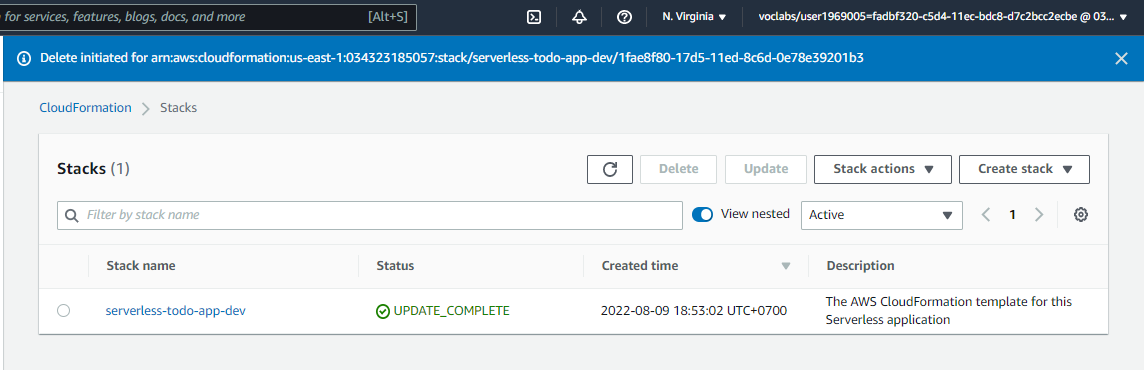 n for services, features, blogs, docs, and more [Alt+S] N. Virginia voclabs/user1969005=fadbf320-c5d4-11ec-bdc8-d7c2bcc2ecbe @ 03...
Delete initiated for arn:aws:cloudformation:us-east-1:034323185057:stack/serverless-todo-app-dev/1fae8f80-17d5-11ed-8c6d-0e78e39201b3
CloudFormation > Stacks
Stacks (1) Delete Update Stack actions Create stack
Filter by stack name View nested Active 1
Stack name Status Created time Description
serverless-todo-app-dev UPDATE_COMPLETE 2022-08-09 18:53:02 UTC+0700 The AWS CloudFormation template for this
Serverless application